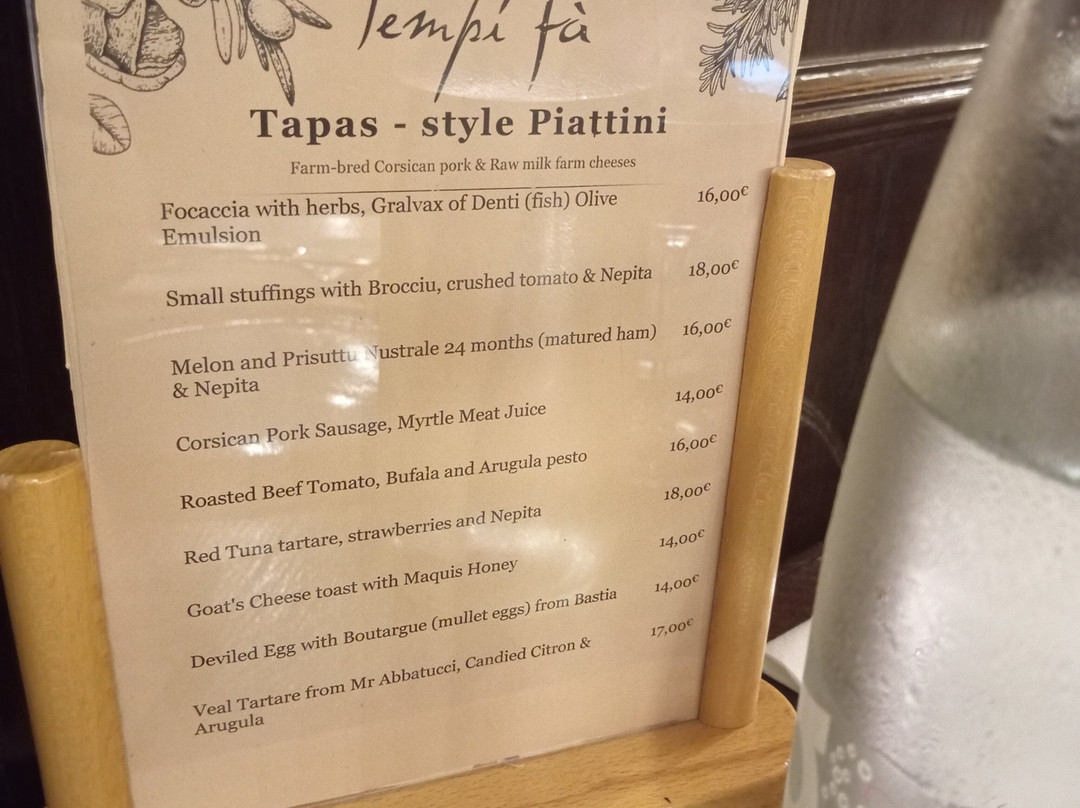 Tempi fà
Tapas - style Piattini
Farm-bred Corsican pork & Raw milk farm cheeses
Focaccia with herbs, Gralvax of Denti (fish) Olive 16,00€
Emulsion
Small stuffings with Brocciu, crushed tomato & Nepita 18,00€
Melon and Prisuttu Nustrale 24 months (matured ham) 16,00€
& Nepita
Corsican Pork Sausage, Myrtle Meat Juice 14,00€
Roasted Beef Tomato, Bufala and Arugula pesto 16,00€
Red Tuna tartare, strawberries and Nepita 18,00€
Goat's Cheese toast with Maquis Honey 14,00€
Deviled Egg with Boutargue (mullet eggs) from Bastia 14,00€
Veal Tartare from Mr Abbatucci, Candied Citron & 17,00€
Arugula